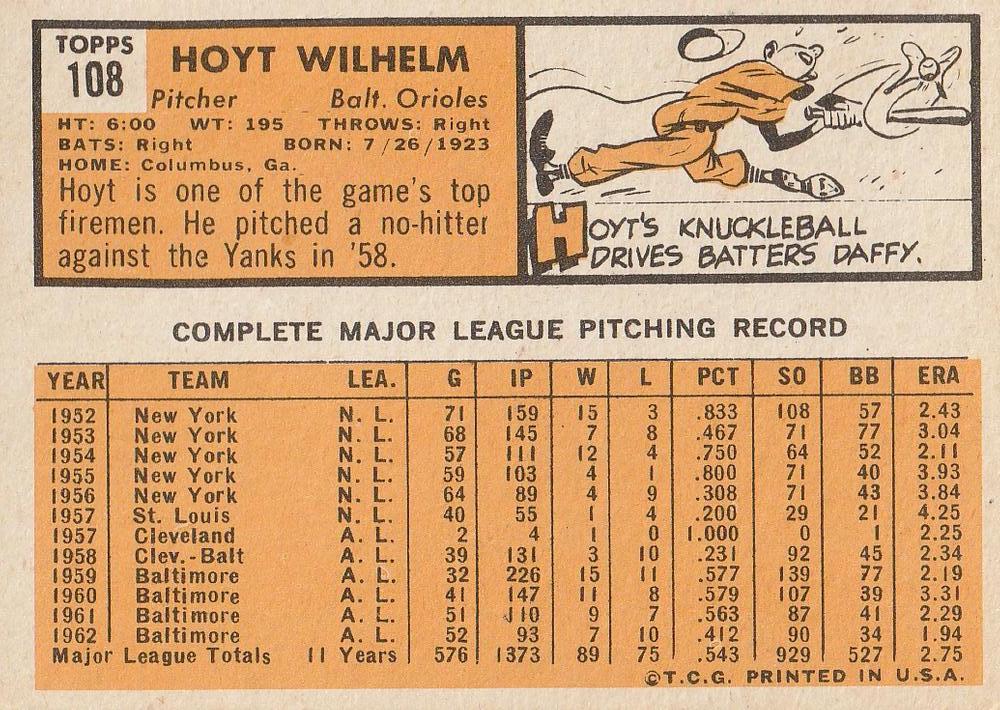 TOPPS
108
HOYT WILHELM
Pitcher Balt. Orioles
HT: 6:00 WT: 195 THROWS: Right
BATS: Right BORN: 7/26/1923
HOME: Columbus, Ga.
Hoyt is one of the game's top
firemen. He pitched a no-hitter
against the Yanks in '58.
HOYT'S KNUCKLEBALL
DRIVES BATTERS DAFFY.
COMPLETE MAJOR LEAGUE PITCHING RECORD
YEAR TEAM LEA. G IP W L PCT SO BB ERA
1952 New York N. L. 71 159 15 3 .833 108 57 2.43
1953 New York N. L. 68 145 7 8 .467 71 77 3.04
1954 New York N. L. 57 111 12 4 .750 64 52 2.11
1955 New York N. L. 59 103 4 1 .800 71 40 3.93
1956 New York N. L. 64 89 4 9 .308 71 43 3.84
1957 St. Louis N. L. 40 55 1 4 .200 29 21 4.25
1957 Cleveland A. L. 2 4 1 0 1.000 0 1 2.25
1958 Clev.-Balt A. L. 39 131 3 10 .231 92 45 2.34
1959 Baltimore A. L. 32 226 15 11 .577 139 77 2.19
1960 Baltimore A. L. 41 147 11 8 .579 107 39 3.31
1961 Baltimore A. L. 51 110 9 7 .563 87 41 2.29
1962 Baltimore A. L. 52 93 7 10 .412 90 34 1.94
Major League Totals 11 Years 576 1373 89 75 .543 929 527 2.75
©T.C.G. PRINTED IN U.S.A.